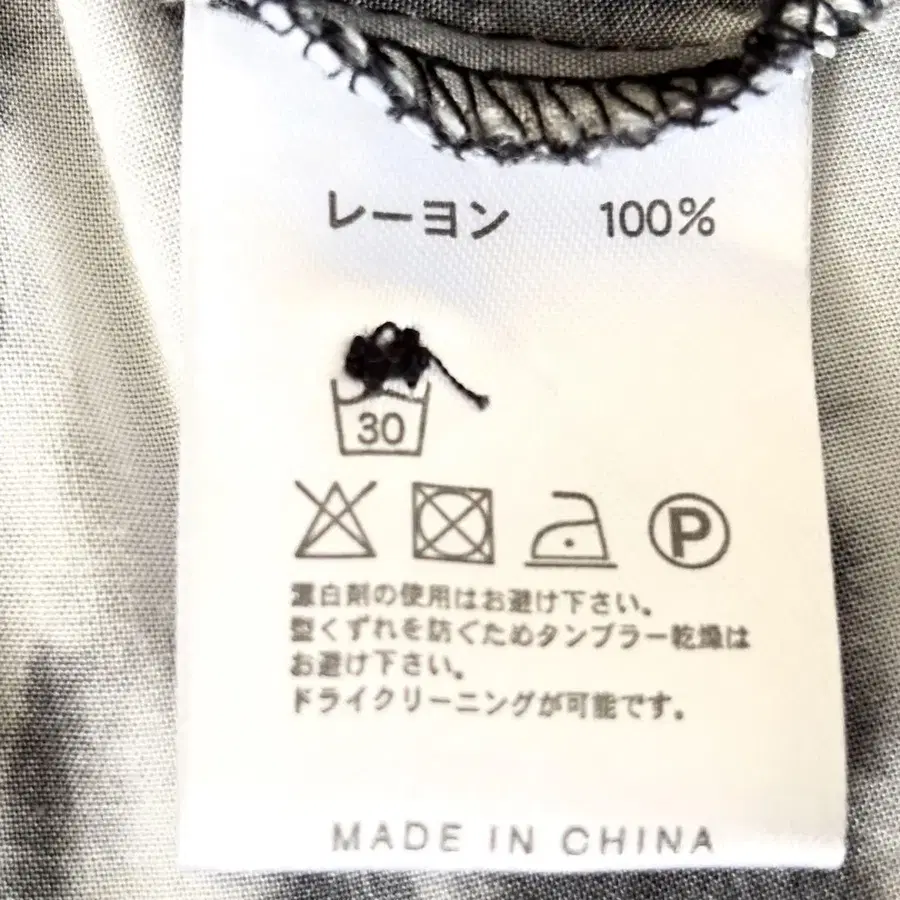 レーヨン 100%
30
P
漂白剤の使用はお避け下さい。
型くずれを防ぐためタンブラー乾燥は
お避け下さい。
ドライクリーニングが可能です。
MADE IN CHINA